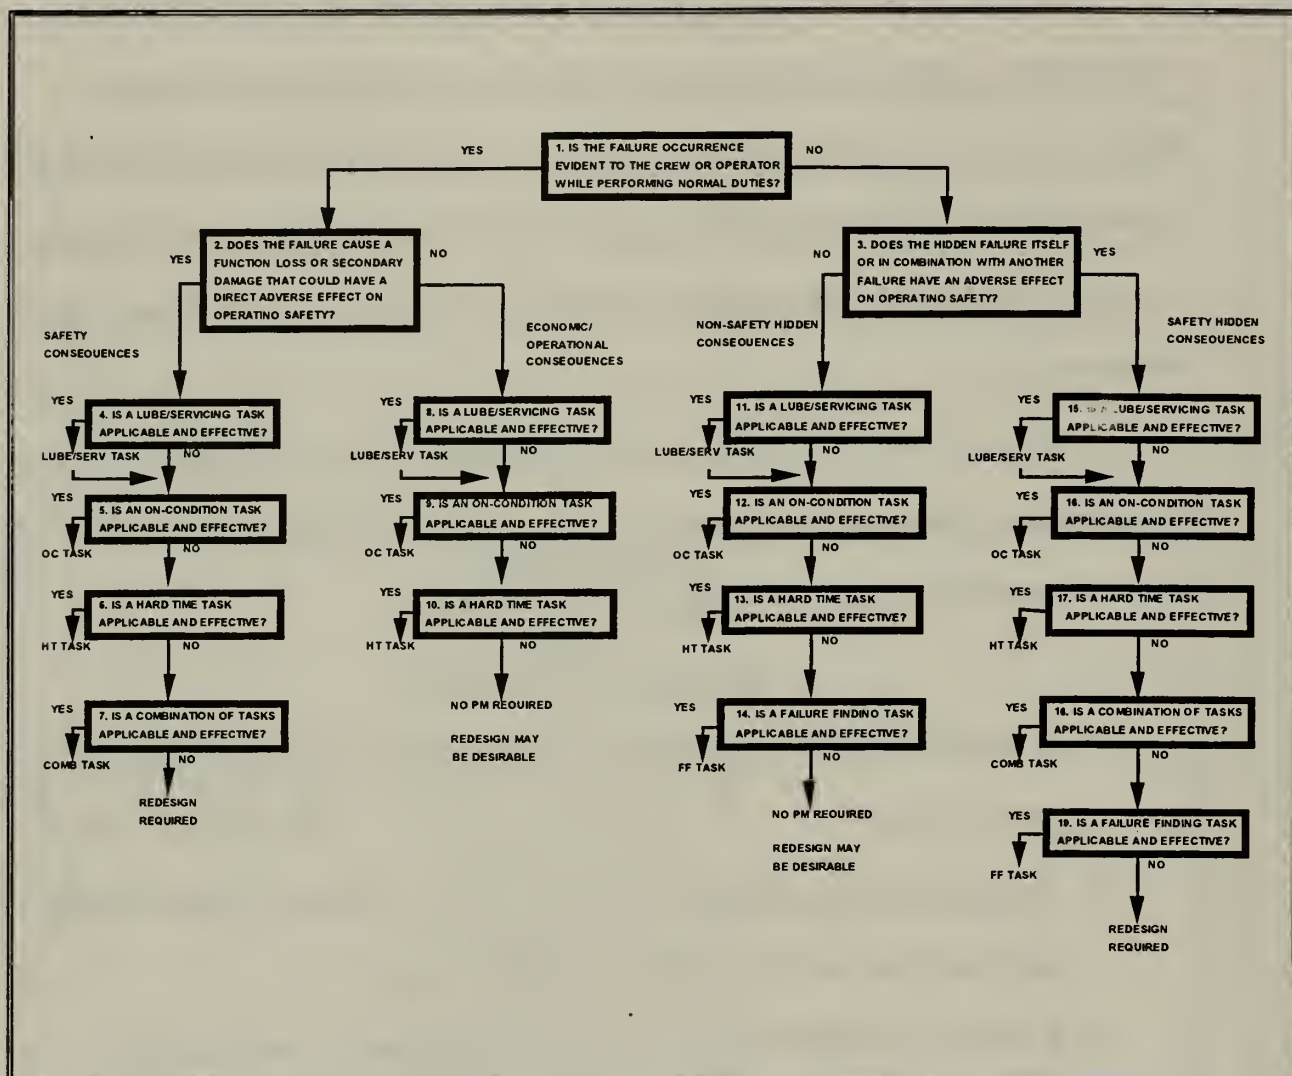 YES
1. IS THE FAILURE OCCURRENCE
EVIDENT TO THE CREW OR OPERATOR
WHILE PERFORMING NORMAL DUTIES?
NO
YES
2. DOES THE FAILURE CAUSE A
FUNCTION LOSS OR SECONDARY
DAMAGE THAT COULD HAVE A
DIRECT ADVERSE EFFECT ON
OPERATINO SAFETY?
NO
NO
3. DOES THE HIDDEN FAILURE ITSELF
OR IN COMBINATION WITH ANOTHER
FAILURE HAVE AN ADVERSE EFFECT
ON OPERATINO SAFETY?
YES
SAFETY
CONSEOUENCES
ECONOMIC/
OPERATIONAL
CONSEOUENCES
NON-SAFETY HIDDEN
CONSEOUENCES
SAFETY HIDDEN
CONSEOUENCES
YES
4. IS A LUBE/SERVICING TASK
APPLICABLE AND EFFECTIVE?
LUBE/SERV TASK
NO
YES
5. IS AN ON-CONDITION TASK
APPLICABLE AND EFFECTIVE?
OC TASK
NO
YES
6. IS A HARD TIME TASK
APPLICABLE AND EFFECTIVE?
HT TASK
NO
YES
7. IS A COMBINATION OF TASKS
APPLICABLE AND EFFECTIVE?
COMB TASK
NO
REDESIGN
REQUIRED
YES
8. IS A LUBE/SERVICING TASK
APPLICABLE AND EFFECTIVE?
LUBE/SERV TASK
NO
YES
9. IS AN ON-CONDITION TASK
APPLICABLE AND EFFECTIVE?
OC TASK
NO
YES
10. IS A HARD TIME TASK
APPLICABLE AND EFFECTIVE?
HT TASK
NO
NO PM REQUIRED
REDESIGN MAY
BE DESIRABLE
YES
11. IS A LUBE/SERVICING TASK
APPLICABLE AND EFFECTIVE?
LUBE/SERV TASK
NO
YES
12. IS AN ON-CONDITION TASK
APPLICABLE AND EFFECTIVE?
OC TASK
NO
YES
13. IS A HARD TIME TASK
APPLICABLE AND EFFECTIVE?
HT TASK
NO
YES
14. IS A FAILURE FINDINO TASK
APPLICABLE AND EFFECTIVE?
FF TASK
NO
NO PM REOUIRED
REDESIGN MAY
BE DESIRABLE
YES
15. LUBE/SERVICING TASK
APPLICABLE AND EFFECTIVE?
LUBE/SERV TASK
NO
YES
16. IS AN ON-CONDITION TASK
APPLICABLE AND EFFECTIVE?
OC TASK
NO
YES
17. IS A HARD TIME TASK
APPLICABLE AND EFFECTIVE?
HT TASK
NO
YES
16. IS A COMBINATION OF TASKS
APPLICABLE AND EFFECTIVE?
COMB TASK
NO
YES
19. IS A FAILURE FINDING TASK
APPLICABLE AND EFFECTIVE?
FF TASK
NO
REDESIGN
REQUIRED